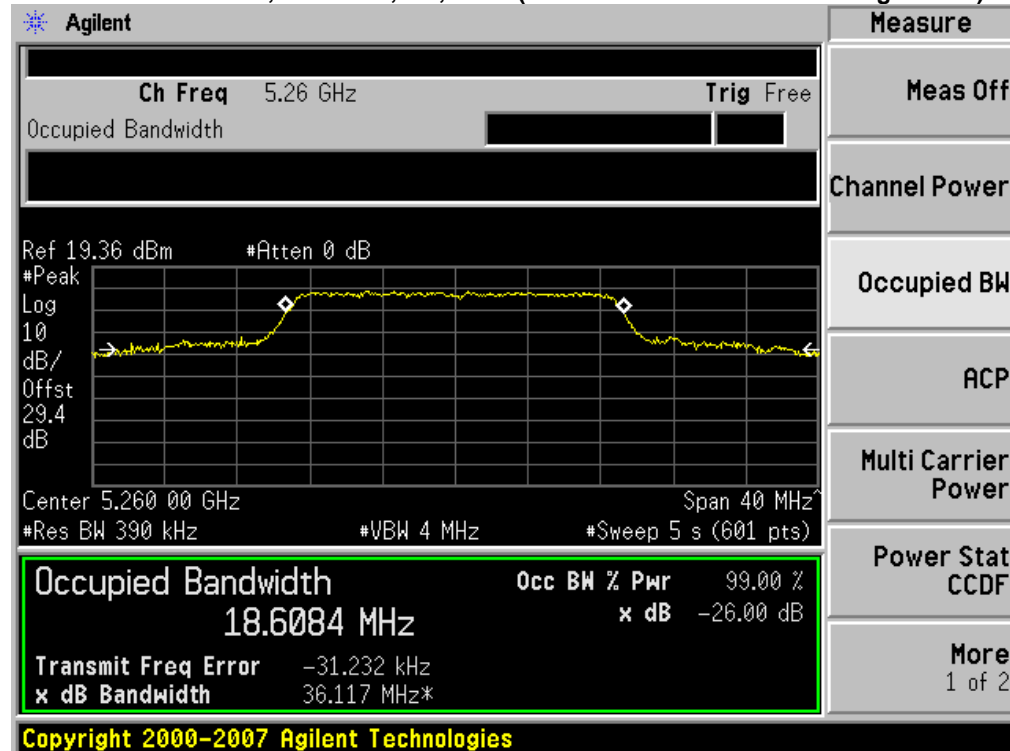 Agilent
Measure
Ch Freq 5.26 GHz Trig Free
Occupied Bandwidth
Meas Off
Channel Power
Occupied BW
ACP
Multi Carrier
Power
Power Stat
CCDF
More
1 of 2
Ref 19.36 dBm #Atten 0 dB
#Peak
Log
10
dB/
Offst
29.4
dB
Center 5.260 00 GHz Span 40 MHz^
#Res BW 390 kHz #VBW 4 MHz #Sweep 5 s (601 pts)
Occupied Bandwidth Occ BW % Pwr 99.00 %
18.6084 MHz x dB -26.00 dB
Transmit Freq Error -31.232 kHz
x dB Bandwidth 36.117 MHz*
Copyright 2000-2007 Agilent Technologies